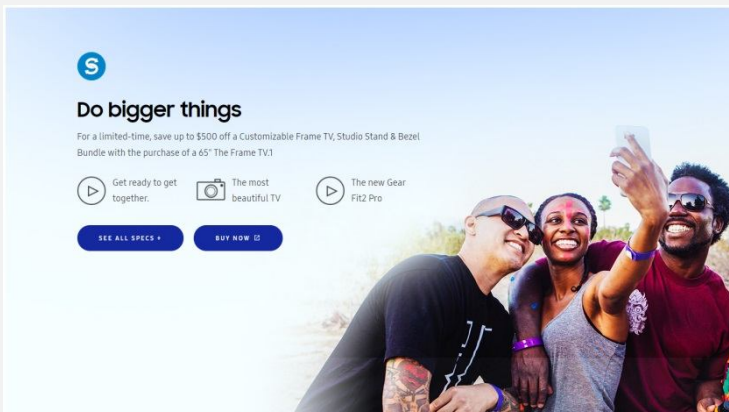 S
Do bigger things
For a limited-time, save up to $500 off a Customizable Frame TV, Studio Stand & Bezel
Bundle with the purchase of a 65" The Frame TV.1
Get ready to get
together.
The most
beautiful TV
The new Gear
Fit2 Pro
SEE ALL SPECS +
BUY NOW